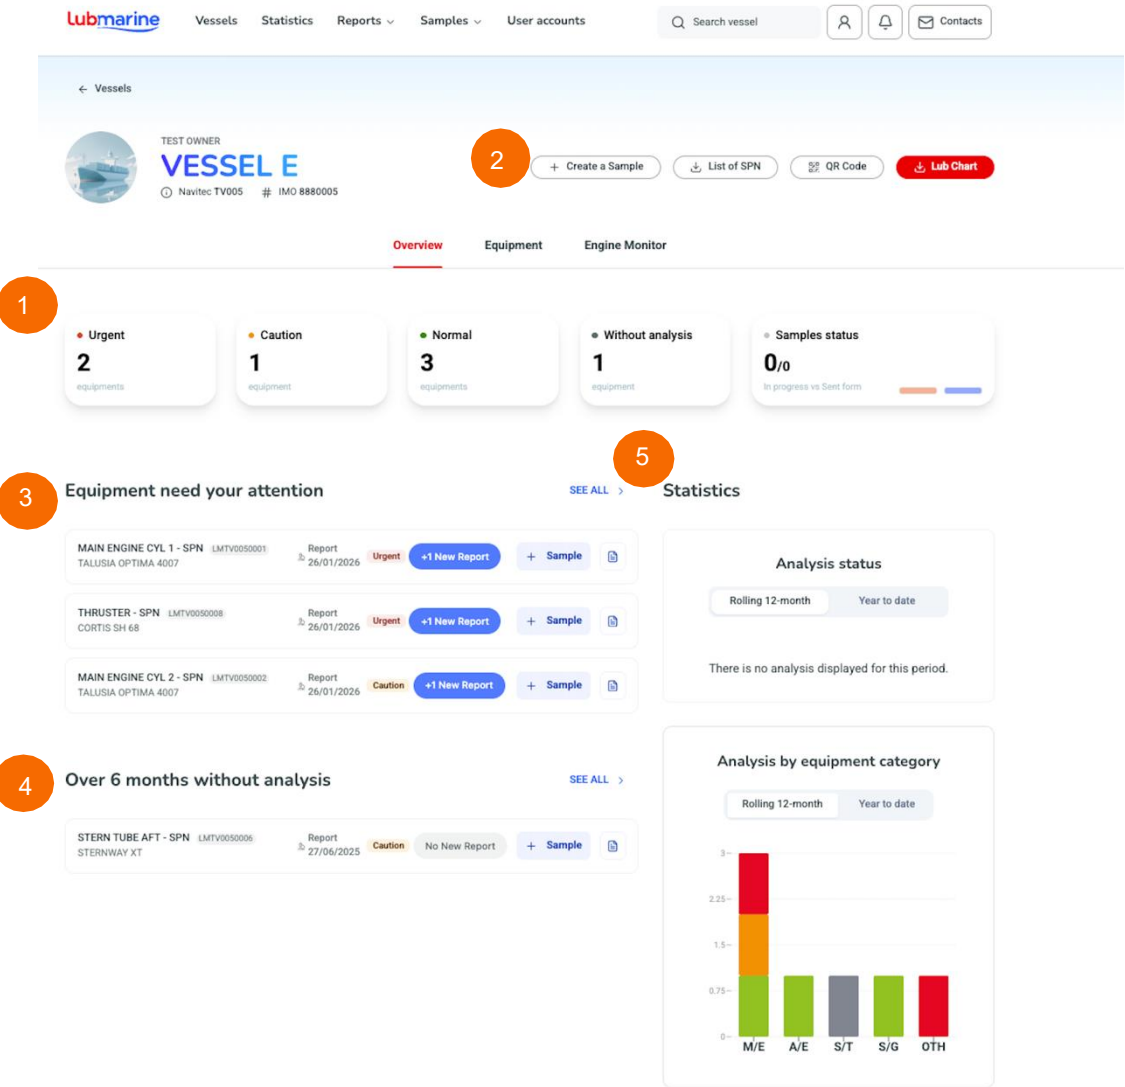 Lubmarine Vessels Statistics Reports Samples User accounts Search vessel Contacts
Vessels
TEST OWNER
VESSEL E
Navitec TV005 # IMO 8880005
2
+ Create a Sample List of SPN QR Code Lub Chart
Overview Equipment Engine Monitor
1
Urgent
2
equipments
Caution
1
equipment
Normal
3
equipments
Without analysis
1
equipment
Samples status
0/0
In progress vs Sent form
3
Equipment need your attention SEE ALL
MAIN ENGINE CYL 1 - SPN LMTV0050001
TALUSIA OPTIMA 4007
Report
26/01/2026
Urgent +1 New Report + Sample
THRUSTER - SPN LMTV0050008
CORTIS SH 68
Report
26/01/2026
Urgent +1 New Report + Sample
MAIN ENGINE CYL 2 - SPN LMTV0050002
TALUSIA OPTIMA 4007
Report
26/01/2026
Caution +1 New Report + Sample
4
Over 6 months without analysis SEE ALL
STERN TUBE AFT - SPN LMTV0050006
STERNWAY XT
Report
27/06/2025
Caution No New Report + Sample
5
Statistics
Analysis status
Rolling 12-month Year to date
There is no analysis displayed for this period.
Analysis by equipment category
Rolling 12-month Year to date
3
2.25
1.5
0.75
0
M/E A/E S/T S/G OTH